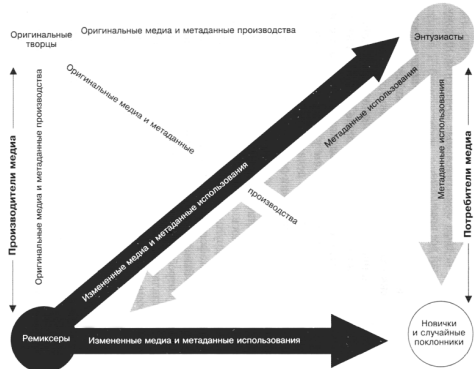 Оригинальные
творцы
Оригинальные медиа и метаданные производства
Энтузиасты
Оригинальные медиа и метаданные
производства
Оригинальные медиа и метаданные производства
Производители медиа
Измененные медиа и метаданные использования
Метаданные использования
Метаданные использования
Потребители медиа
Ремиксеры
Измененные медиа и метаданные использования
Новички
и случайные
поклонники